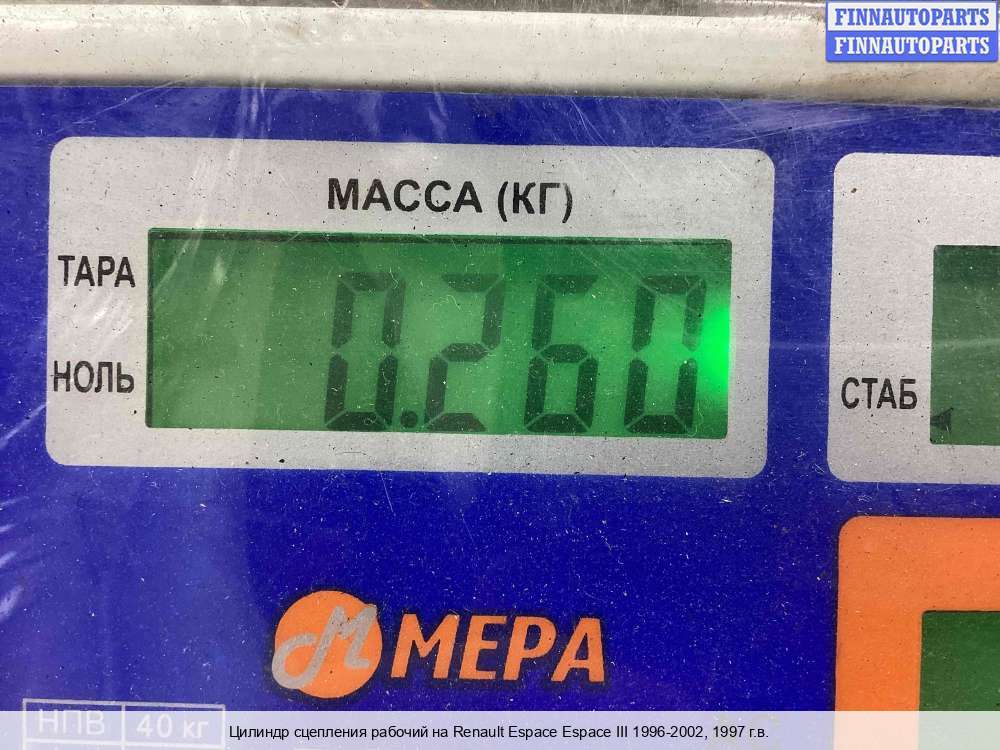 FINNAUTOPARTS
FINNAUTOPARTS
МАССА (КГ)
ТАРА
НОЛЬ
0.260
СТАБ
М МЕРА
НПВ 40 кг
Цилиндр сцепления рабочий на Renault Espace Espace III 1996-2002, 1997 г.в.